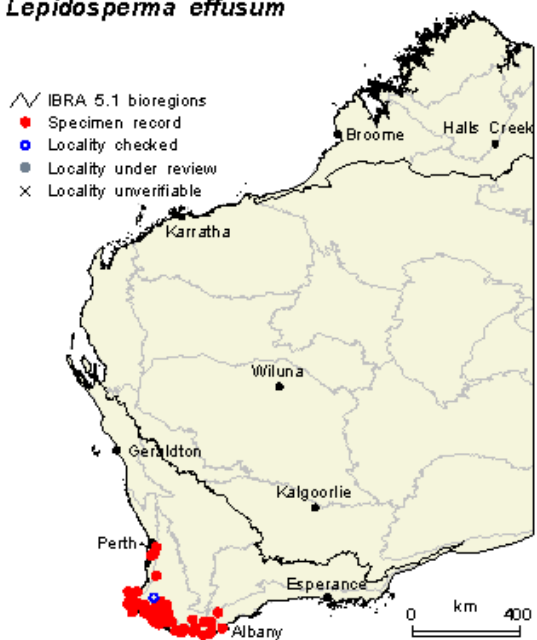 Lepidosperma effusum
IBRA 5.1 bioregions
Specimen record
Locality checked
Locality under review
Locality unverifiable
Broome
Halls Creek
Karratha
Wiluna
Geraldton
Kalgoorlie
Perth
Esperance
Albany
0 km 400